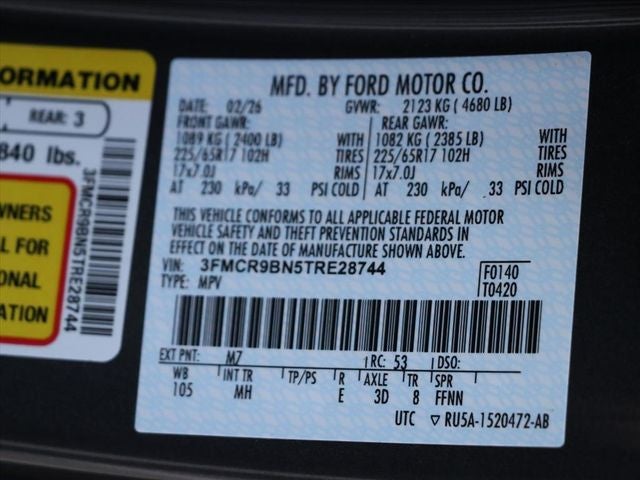 ORMATION
REAR: 3
840 lbs.
WNERS
L FOR
ONAL
ATION
3FMCR9BN5TRE28744
MFD. BY FORD MOTOR CO.
DATE: 02/26 GVWR: 2123 KG ( 4680 LB)
FRONT GAWR: REAR GAWR:
1089 KG ( 2400 LB) WITH 1082 KG ( 2385 LB) WITH
225/65R17 102H TIRES 225/65R17 102H TIRES
17x7.0J RIMS 17x7.0J RIMS
AT 230 kPa/ 33 PSI COLD AT 230 kPa/ 33 PSI COLD
THIS VEHICLE CONFORMS TO ALL APPLICABLE FEDERAL MOTOR
VEHICLE SAFETY AND THEFT PREVENTION STANDARDS IN
EFFECT ON THE DATE OF MANUFACTURE SHOWN ABOVE.
VIN: 3FMCR9BN5TRE28744 F0140
TYPE: MPV T0420
EXT PNT: M7 RC: 53 DSO:
WB INT TR TP/PS R AXLE TR SPR
105 MH E 3D 8 FFNN
UTC ▽ RU5A-1520472-AB